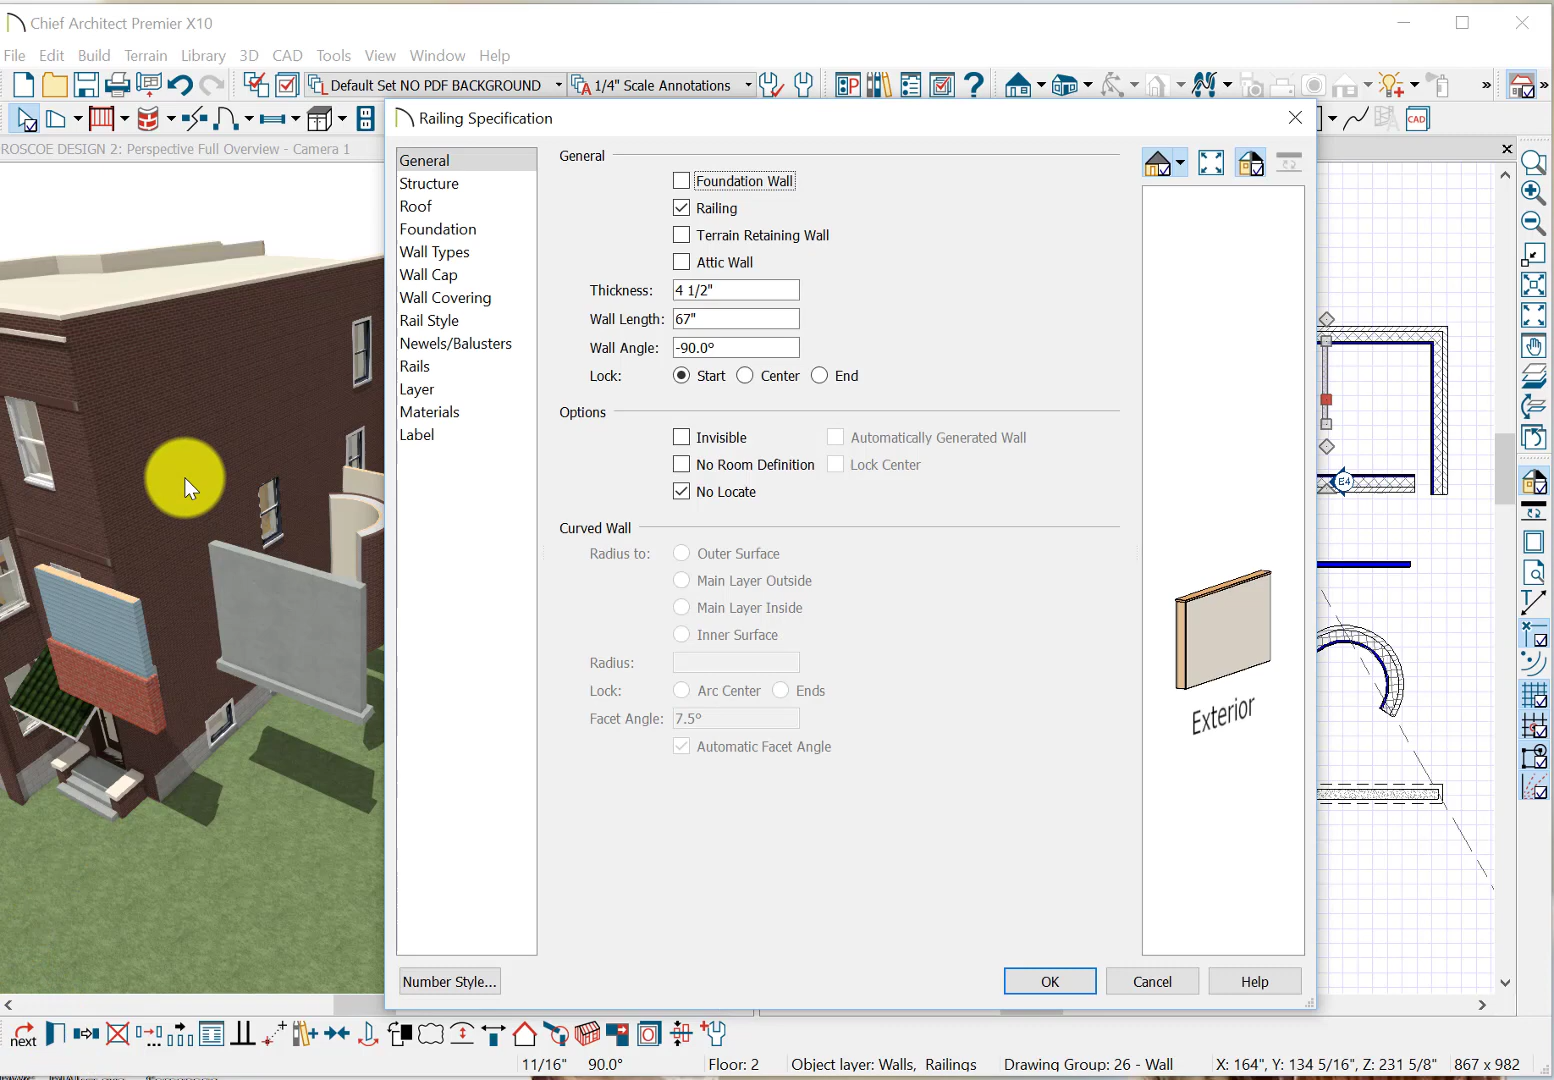 Chief Architect Premier X10
File Edit Build Terrain Library 3D CAD Tools View Window Help
Default Set NO PDF BACKGROUND 1/4" Scale Annotations
CAD
ROSCOE DESIGN 2: Perspective Full Overview - Camera 1
Railing Specification
General
Structure
Roof
Foundation
Wall Types
Wall Cap
Wall Covering
Rail Style
Newels/Balusters
Rails
Layer
Materials
Label
General
Foundation Wall
Railing
Terrain Retaining Wall
Attic Wall
Thickness: 4 1/2"
Wall Length: 67"
Wall Angle: -90.0º
Lock: Start Center End
Options
Invisible Automatically Generated Wall
No Room Definition Lock Center
No Locate
Curved Wall
Radius to: Outer Surface
Main Layer Outside
Main Layer Inside
Inner Surface
Radius:
Lock: Arc Center Ends
Facet Angle: 7.5º
Automatic Facet Angle
Exterior
E4
Number Style... OK Cancel Help
next
11/16" 90.0° Floor: 2 Object layer: Walls, Railings Drawing Group: 26 - Wall X: 164", Y: 134 5/16", Z: 231 5/8" 867 x 982